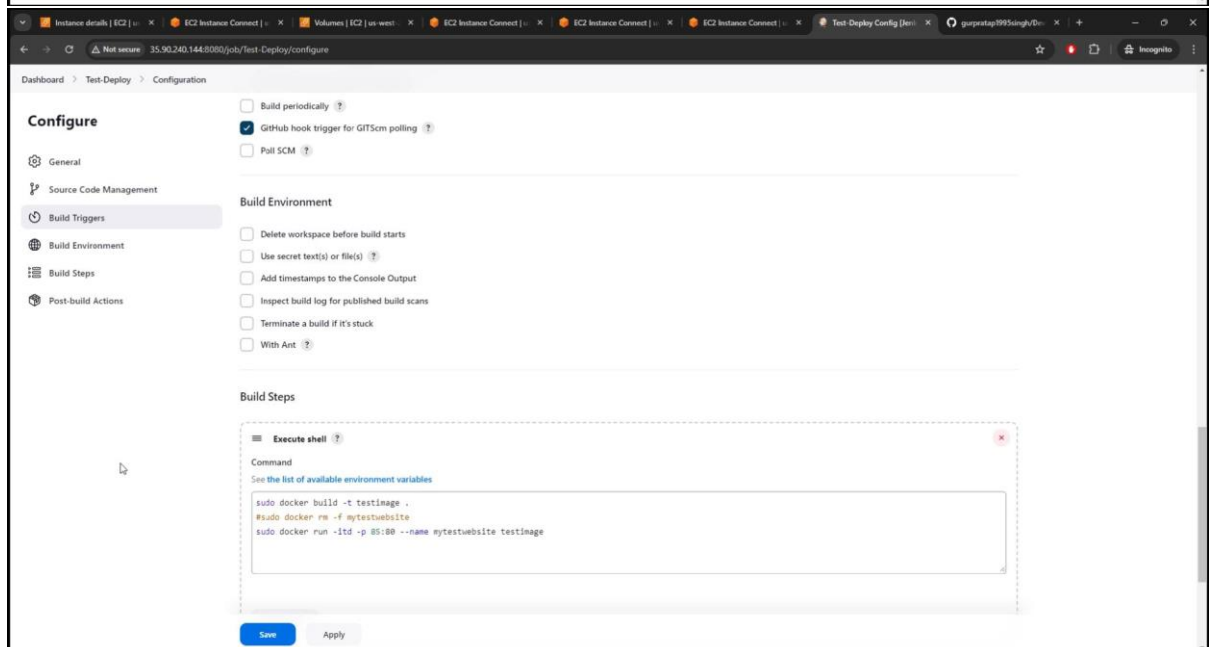 Instance details | EC2 | us
EC2 Instance Connect | u
Volumes | EC2 | us-west
EC2 Instance Connect | u
EC2 Instance Connect | u
EC2 Instance Connect | u
Test-Deploy Config [Jenk
gurpratap1995singh/De
Not secure 35.90.240.144:8080/job/Test-Deploy/configure
Incognito
Dashboard > Test-Deploy > Configuration
Configure
General
Source Code Management
Build Triggers
Build Environment
Build Steps
Post-build Actions
Build periodically ?
GitHub hook trigger for GITScm polling ?
Poll SCM ?
Build Environment
Delete workspace before build starts
Use secret text(s) or file(s) ?
Add timestamps to the Console Output
Inspect build log for published build scans
Terminate a build if it's stuck
With Ant ?
Build Steps
Execute shell ?
Command
See the list of available environment variables
sudo docker build -t testimage .
#sudo docker rm -f mytestwebsite
sudo docker run -itd -p 85:80 --name mytestwebsite testimage
Save
Apply